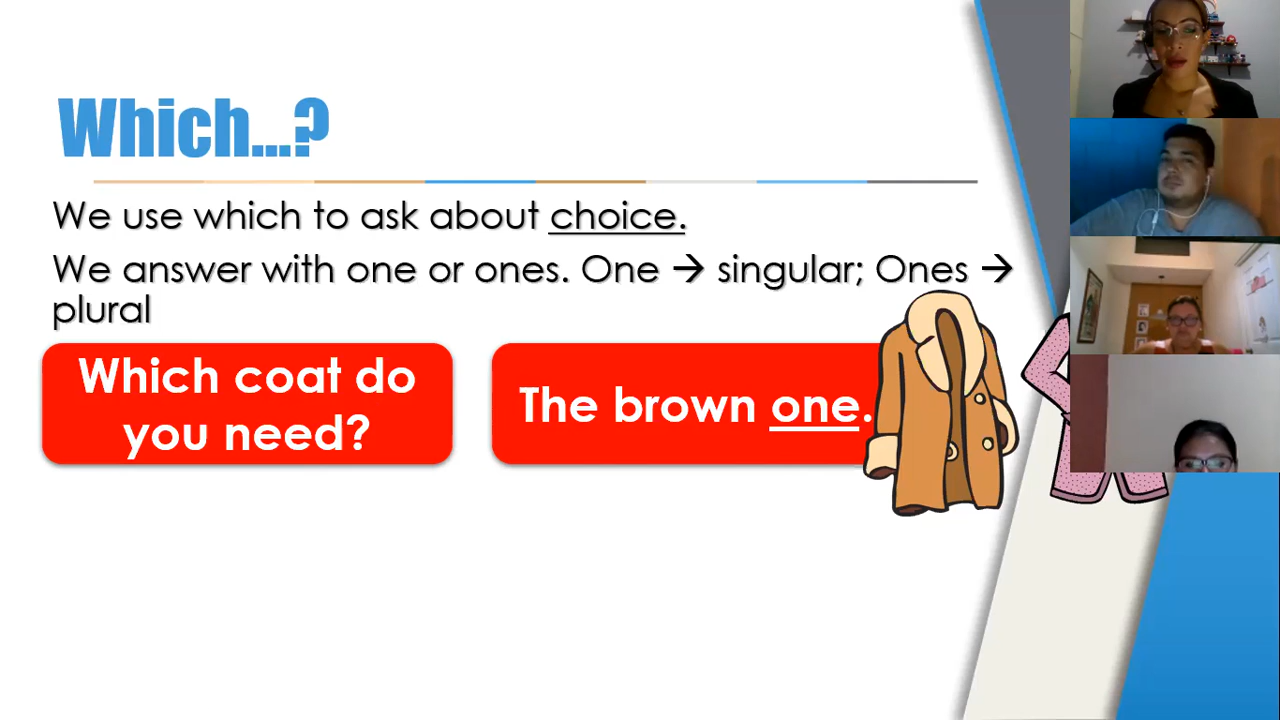 Which...?
We use which to ask about choice.
We answer with one or ones. One → singular; Ones →
plural
Which coat do
you need?
The brown one.